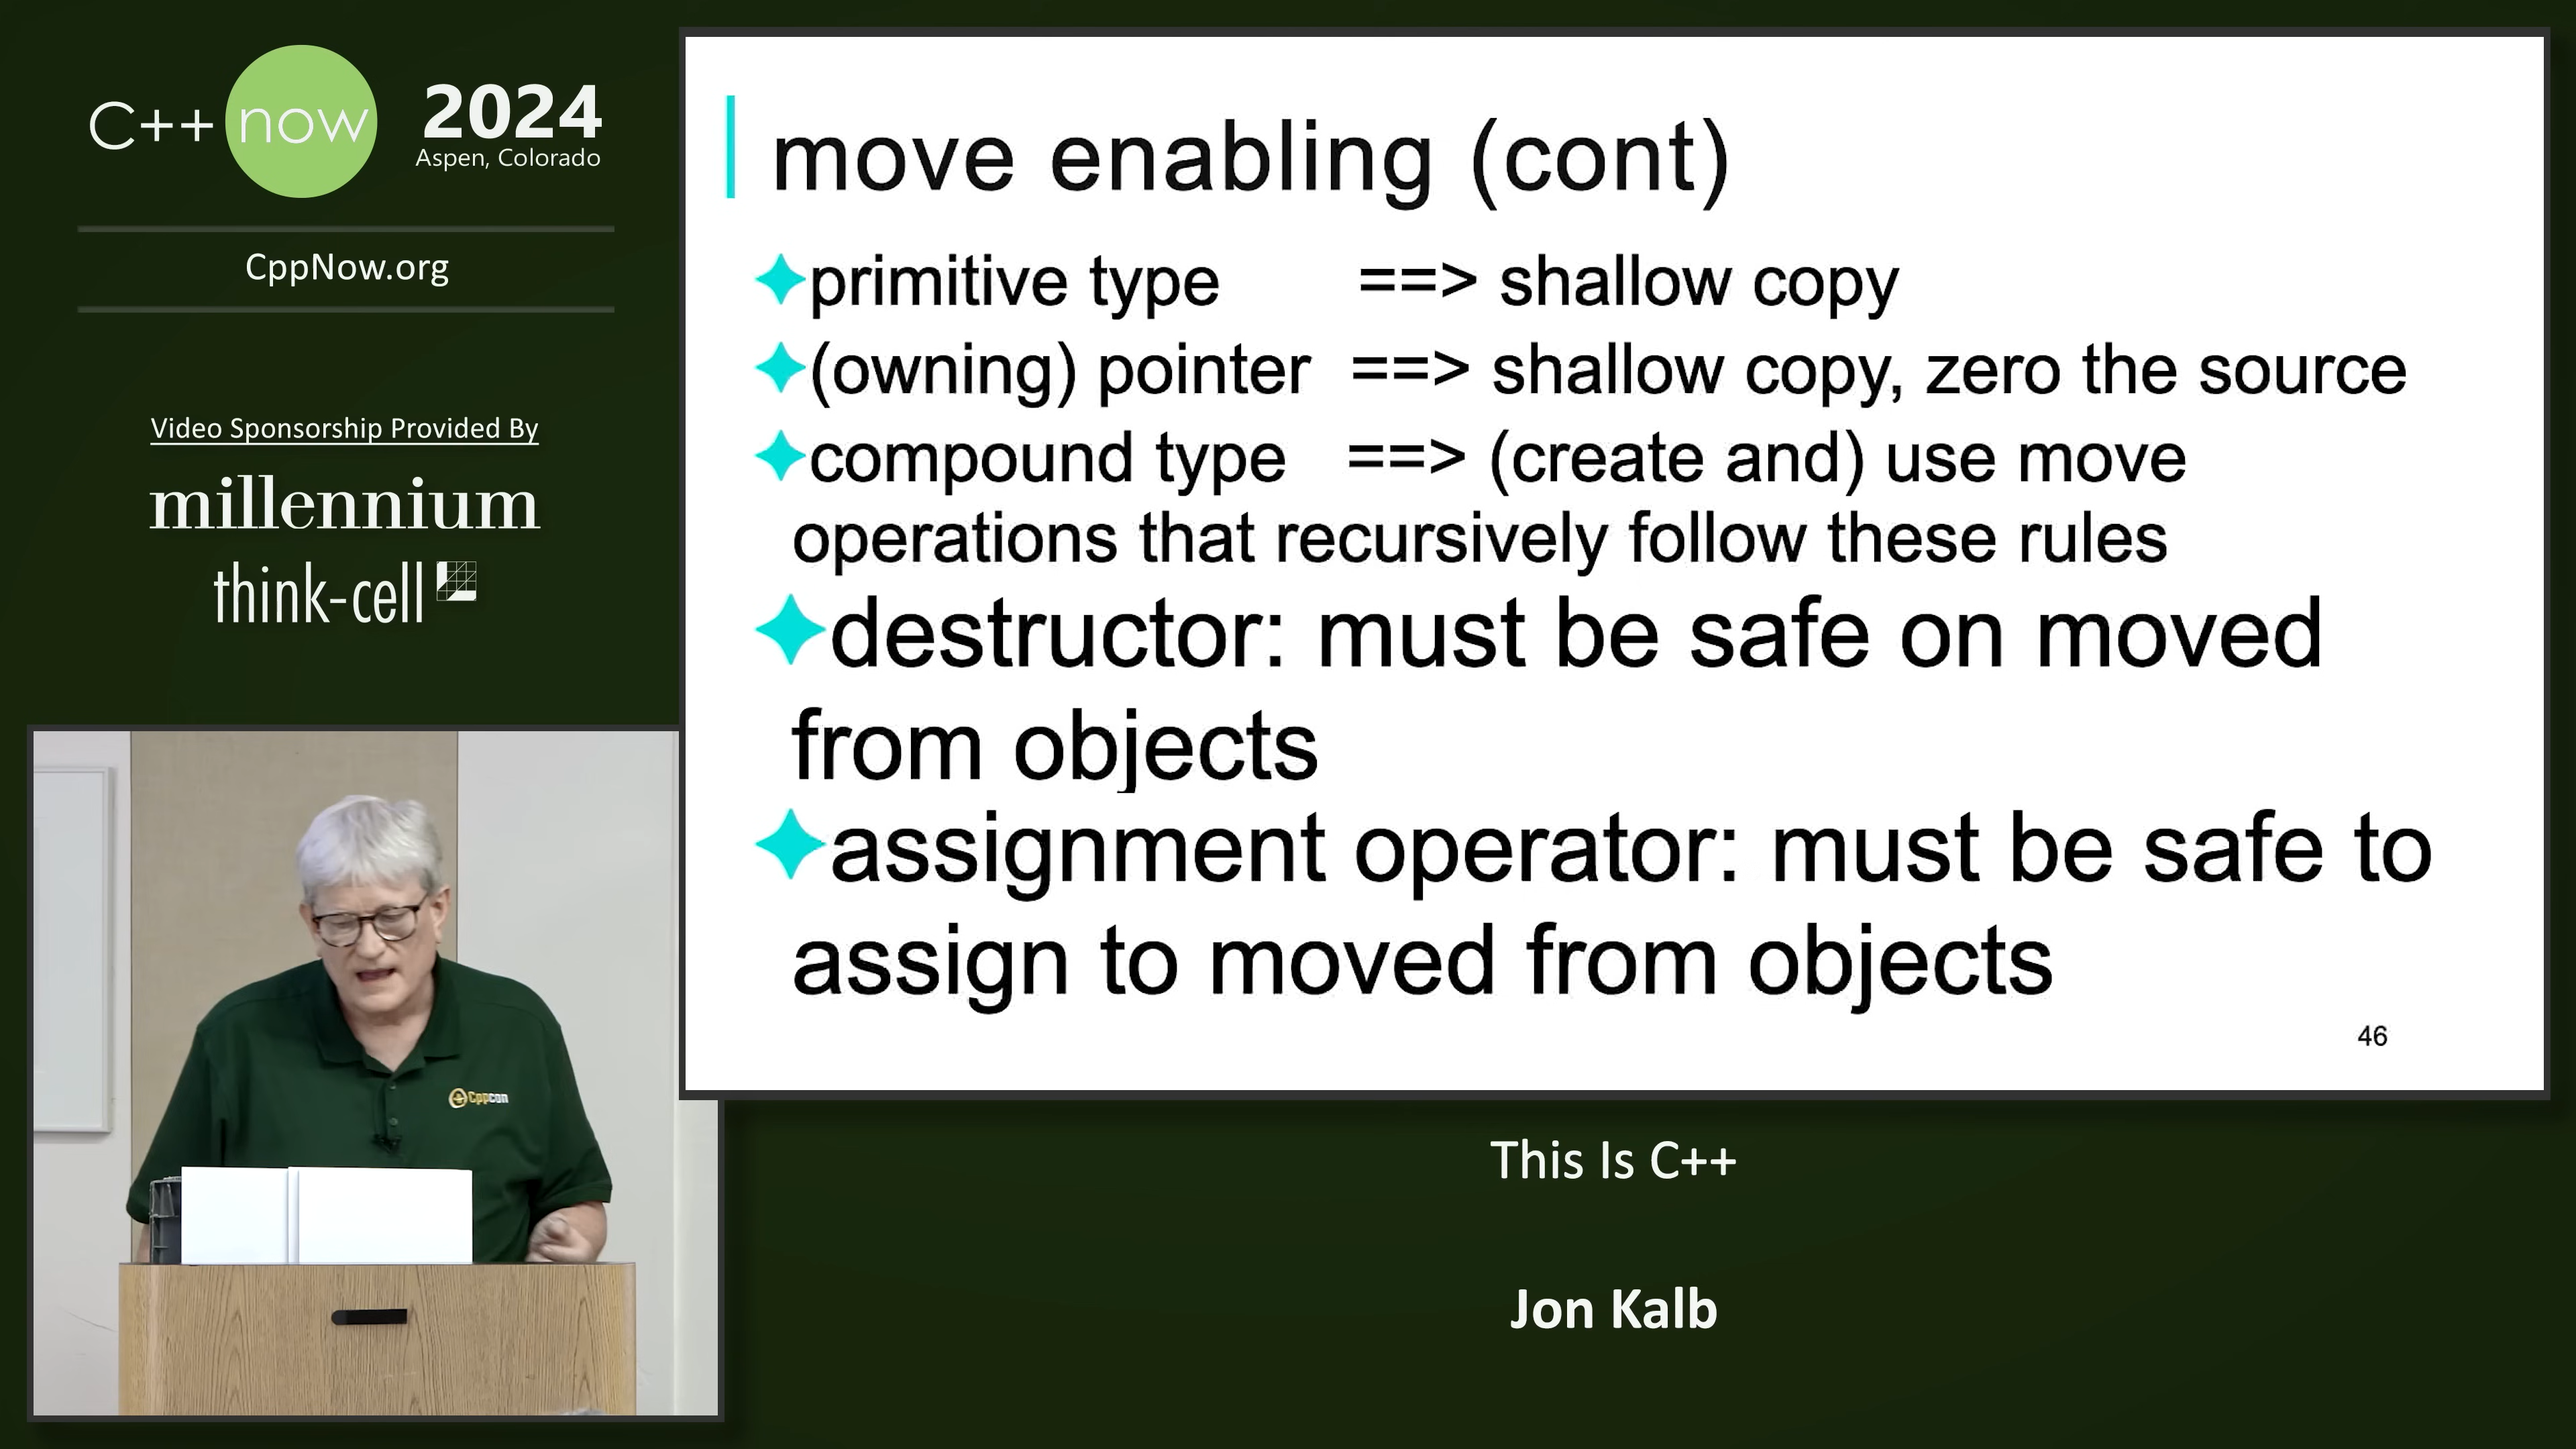 C++ now
2024
Aspen, Colorado
CppNow.org
Video Sponsorship Provided By
millennium
think-cell
move enabling (cont)
primitive type ==> shallow copy
(owning) pointer ==> shallow copy, zero the source
compound type ==> (create and) use move
operations that recursively follow these rules
destructor: must be safe on moved
from objects
assignment operator: must be safe to
assign to moved from objects
46
Cppcon
This Is C++
Jon Kalb